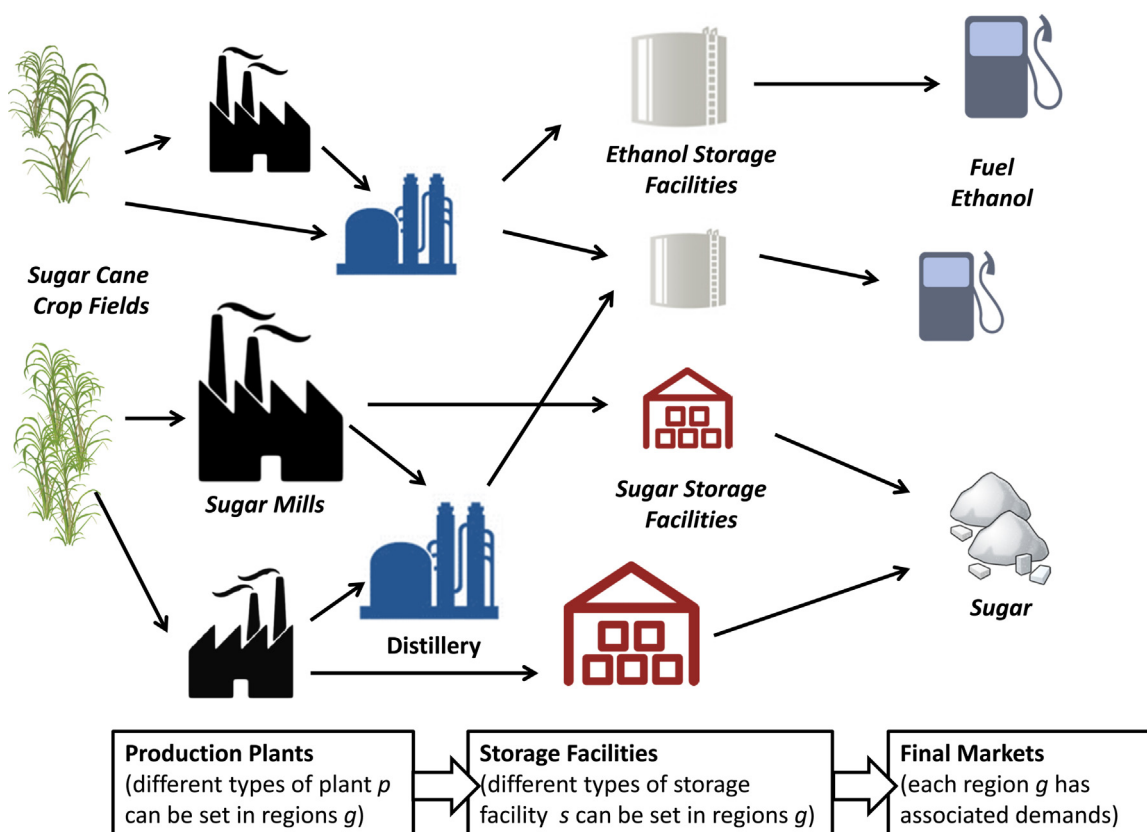 Ethanol Storage
Facilities
Fuel
Ethanol
Sugar Cane
Crop Fields
Sugar Mills
Sugar Storage
Facilities
Sugar
Distillery
Production Plants
(different types of plant p
can be set in regions g)
Storage Facilities
(different types of storage
facility s can be set in regions g)
Final Markets
(each region g has
associated demands)